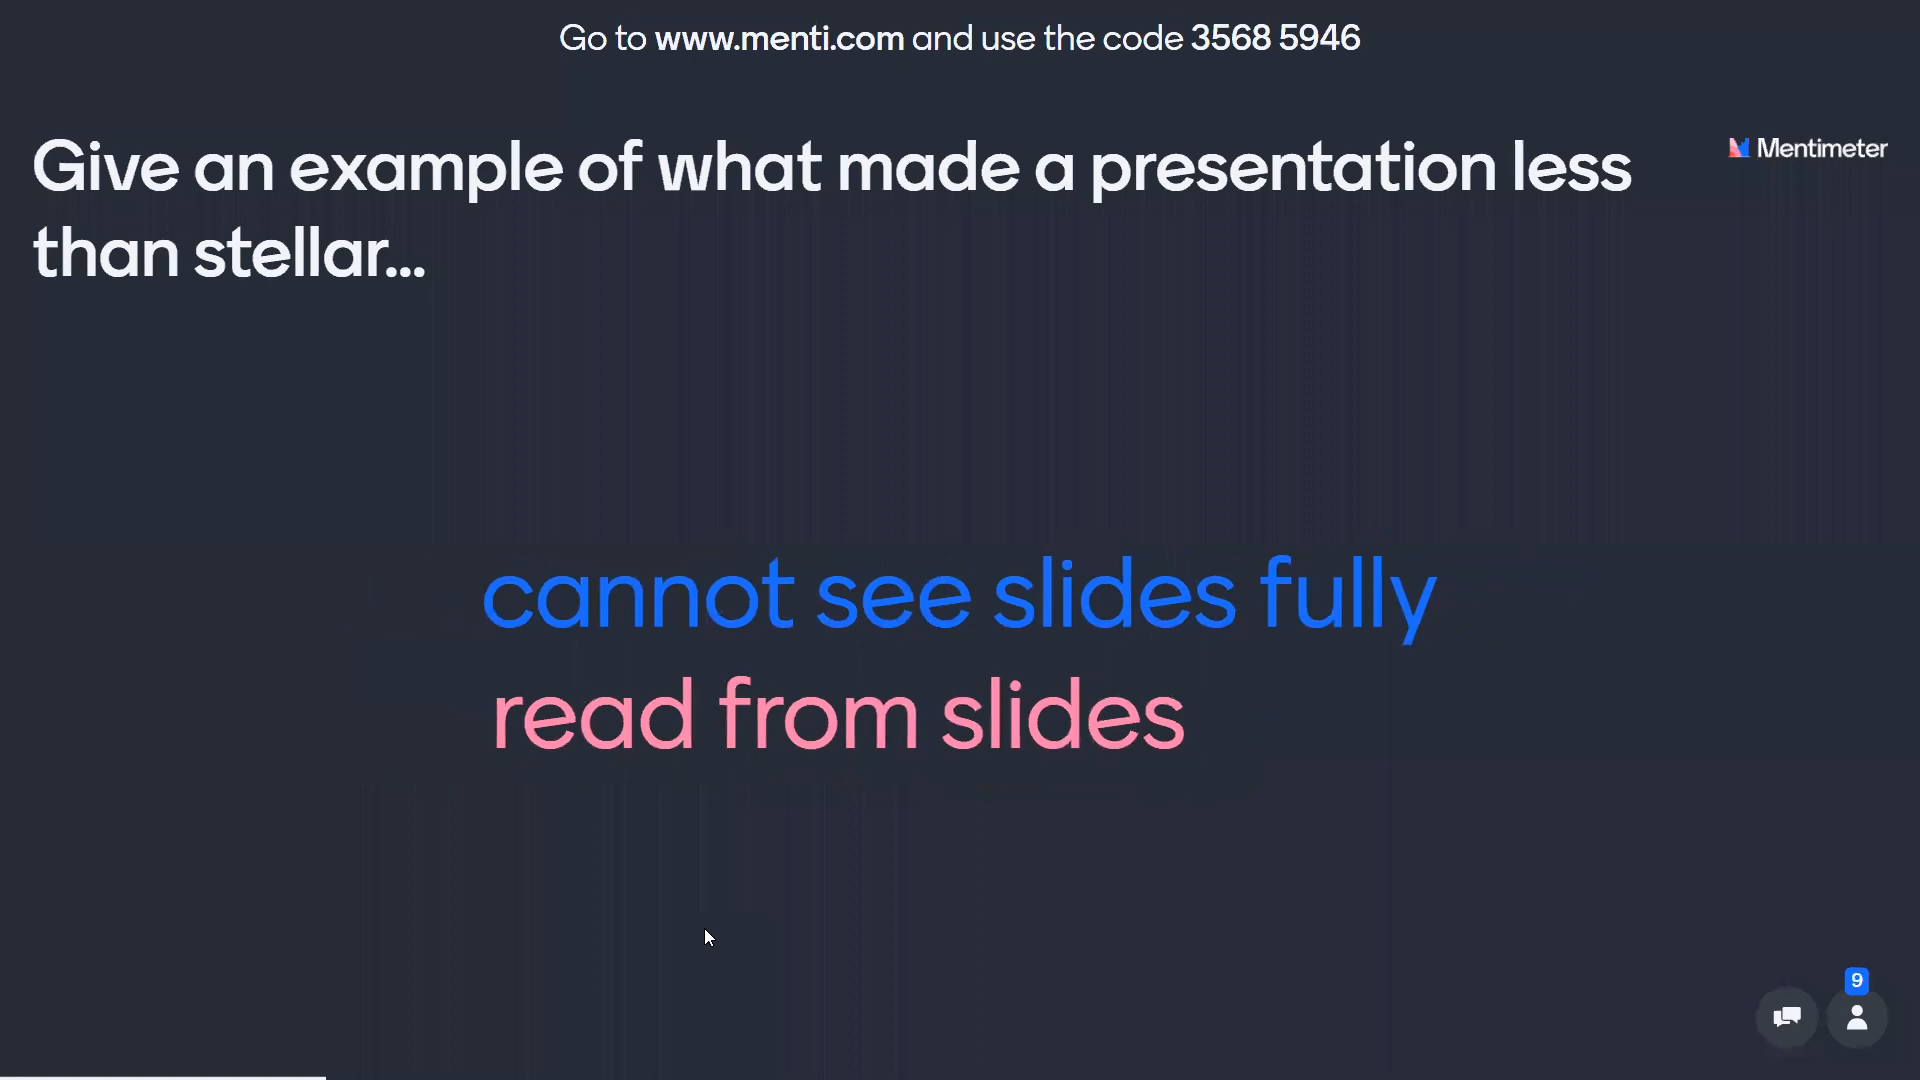 Go to www.menti.com and use the code 3568 5946
Give an example of what made a presentation less
than stellar...
Mentimeter
cannot see slides fully
read from slides
9